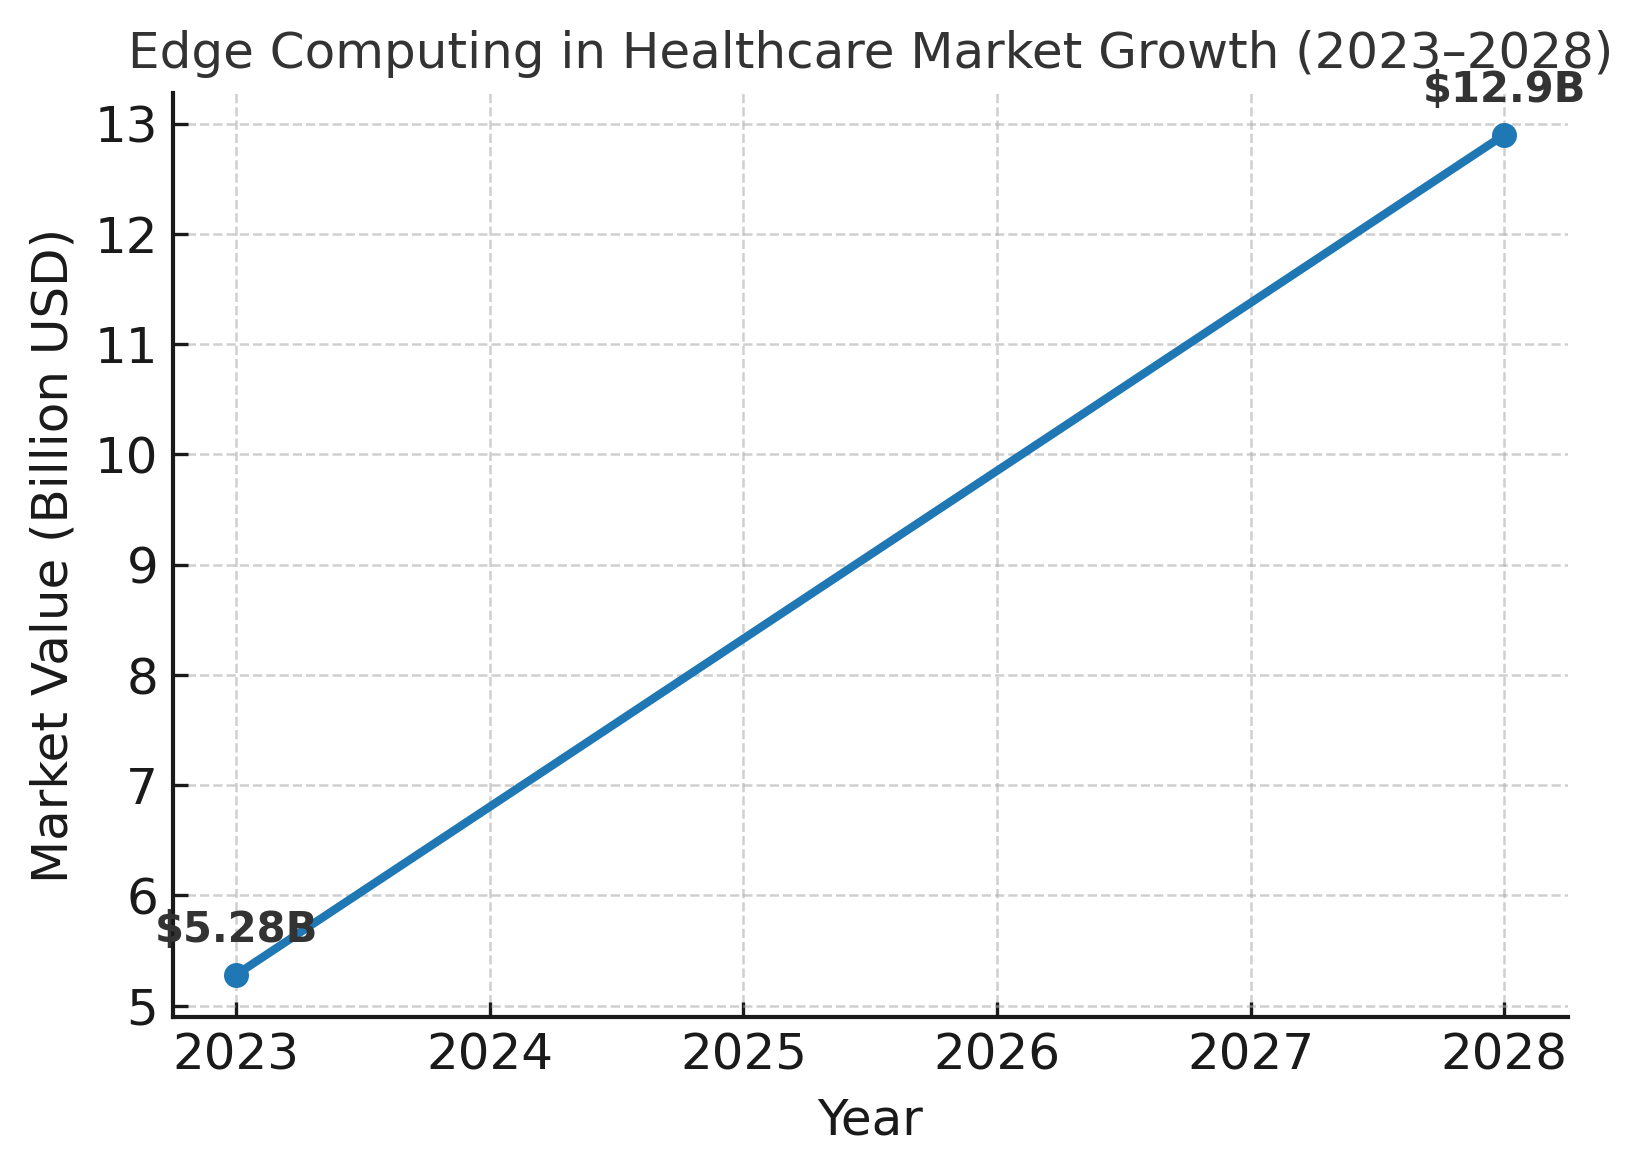 Edge Computing in Healthcare Market Growth (2023–2028)
$12.9B
13
12
11
10
9
8
7
6
5
Market Value (Billion USD)
$5.28B
2023 2024 2025 2026 2027 2028
Year